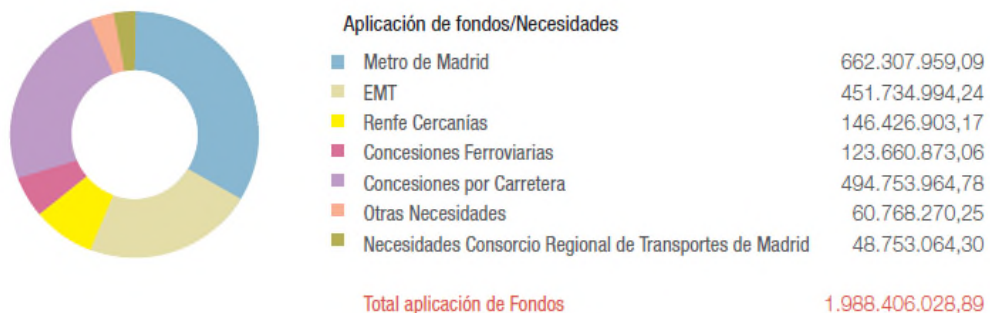 Aplicación de fondos/Necesidades
Metro de Madrid 662.307.959,09
EMT 451.734.994,24
Renfe Cercanías 146.426.903,17
Concesiones Ferroviarias 123.660.873,06
Concesiones por Carretera 494.753.964,78
Otras Necesidades 60.768.270,25
Necesidades Consorcio Regional de Transportes de Madrid 48.753.064,30
Total aplicación de Fondos 1.988.406.028,89